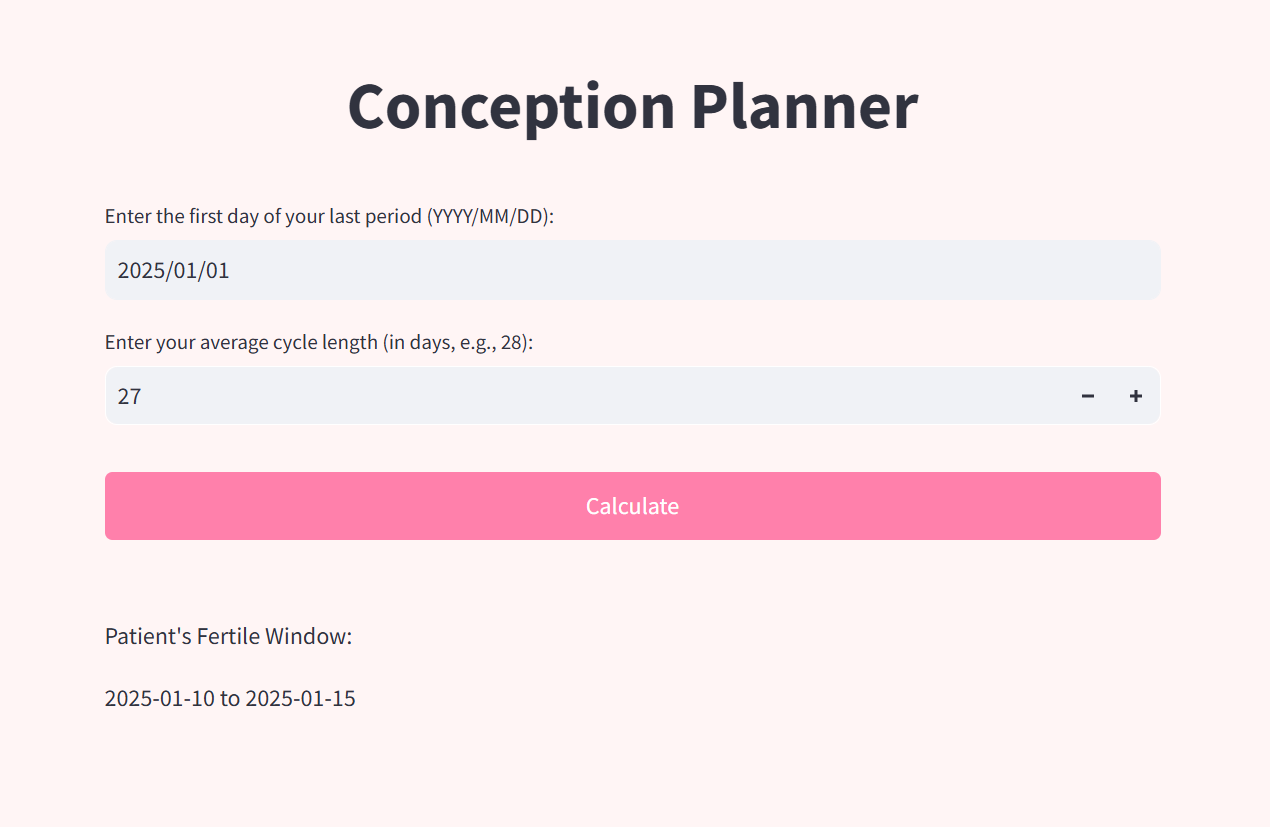 Conception Planner
Enter the first day of your last period (YYYY/MM/DD):
2025/01/01
Enter your average cycle length (in days, e.g., 28):
27
Calculate
Patient's Fertile Window:
2025-01-10 to 2025-01-15